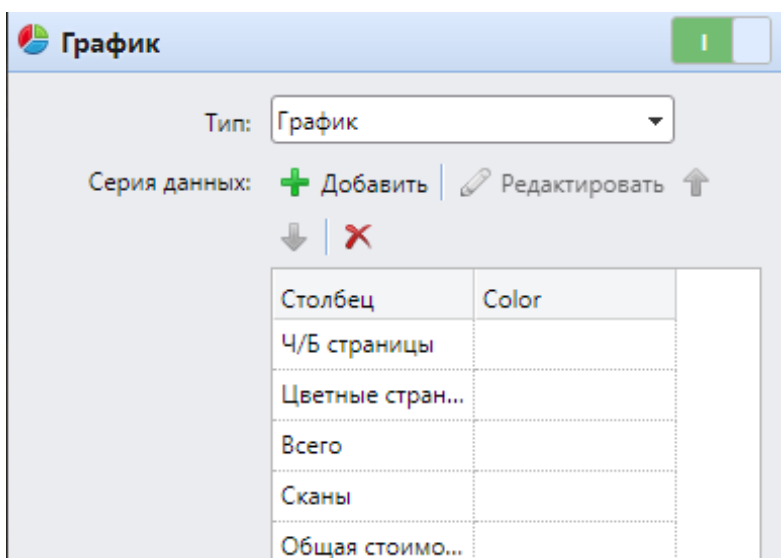 График
I
Тип: График
Серия данных: Добавить Редактировать
Столбец Color
Ч/Б страницы
Цветные стран...
Всего
Сканы
Общая стоимо...